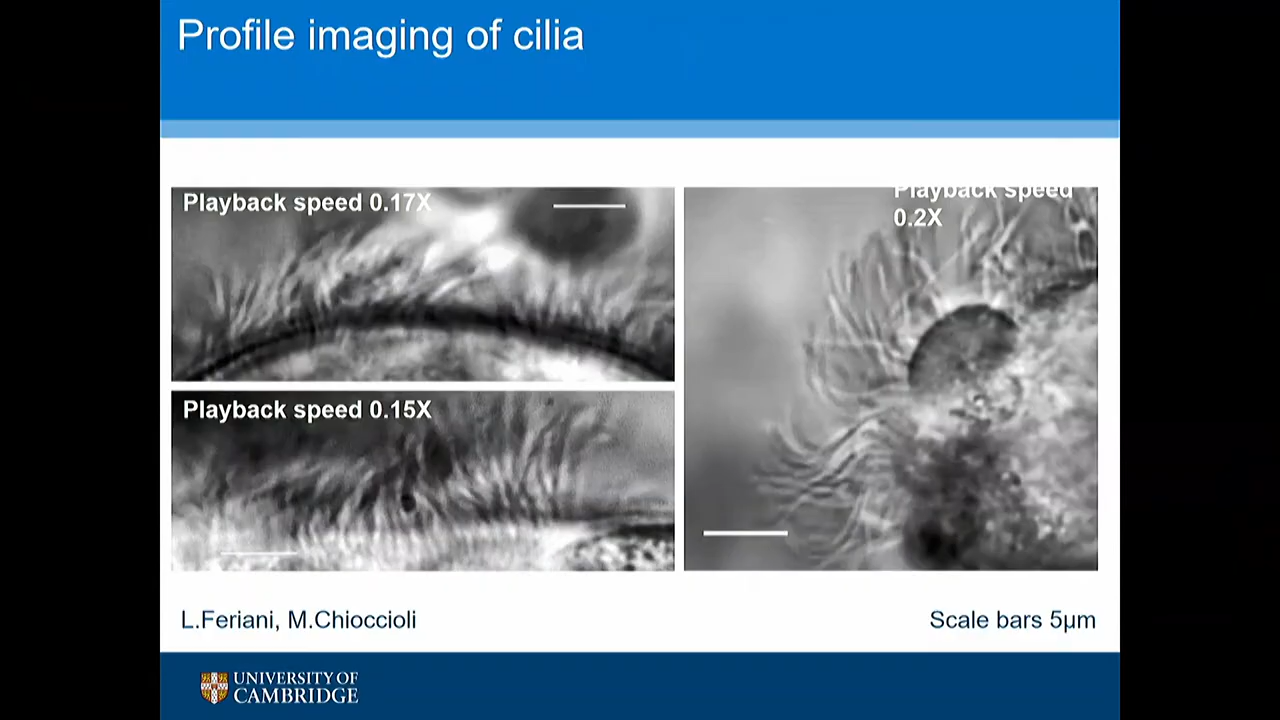 Profile imaging of cilia
Playback speed 0.17X
Playback speed
0.2X
Playback speed 0.15X
L.Feriani, M.Chioccioli
Scale bars 5µm
UNIVERSITY OF
CAMBRIDGE